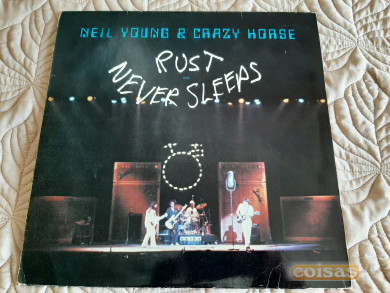 NEIL YOUNG & CRAZY HORSE
RUST
NEVER SLEEPS
coisas